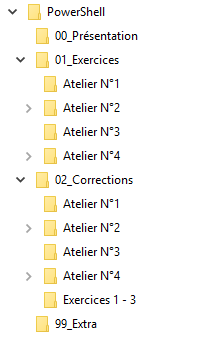 PowerShell
00_Présentation
01_Exercices
Atelier N°1
Atelier N°2
Atelier N°3
Atelier N°4
02_Corrections
Atelier N°1
Atelier N°2
Atelier N°3
Atelier N°4
Exercices 1 - 3
99_Extra